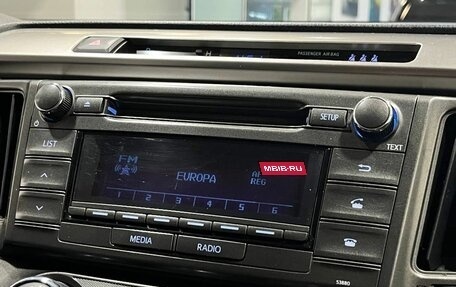 PASSENGER AIR BAG
SETUP
LIST
TEXT
FM
EUROPA
AF
REG
MBIB-RU
1 2 3 4 5 6
MEDIA
RADIO
53880